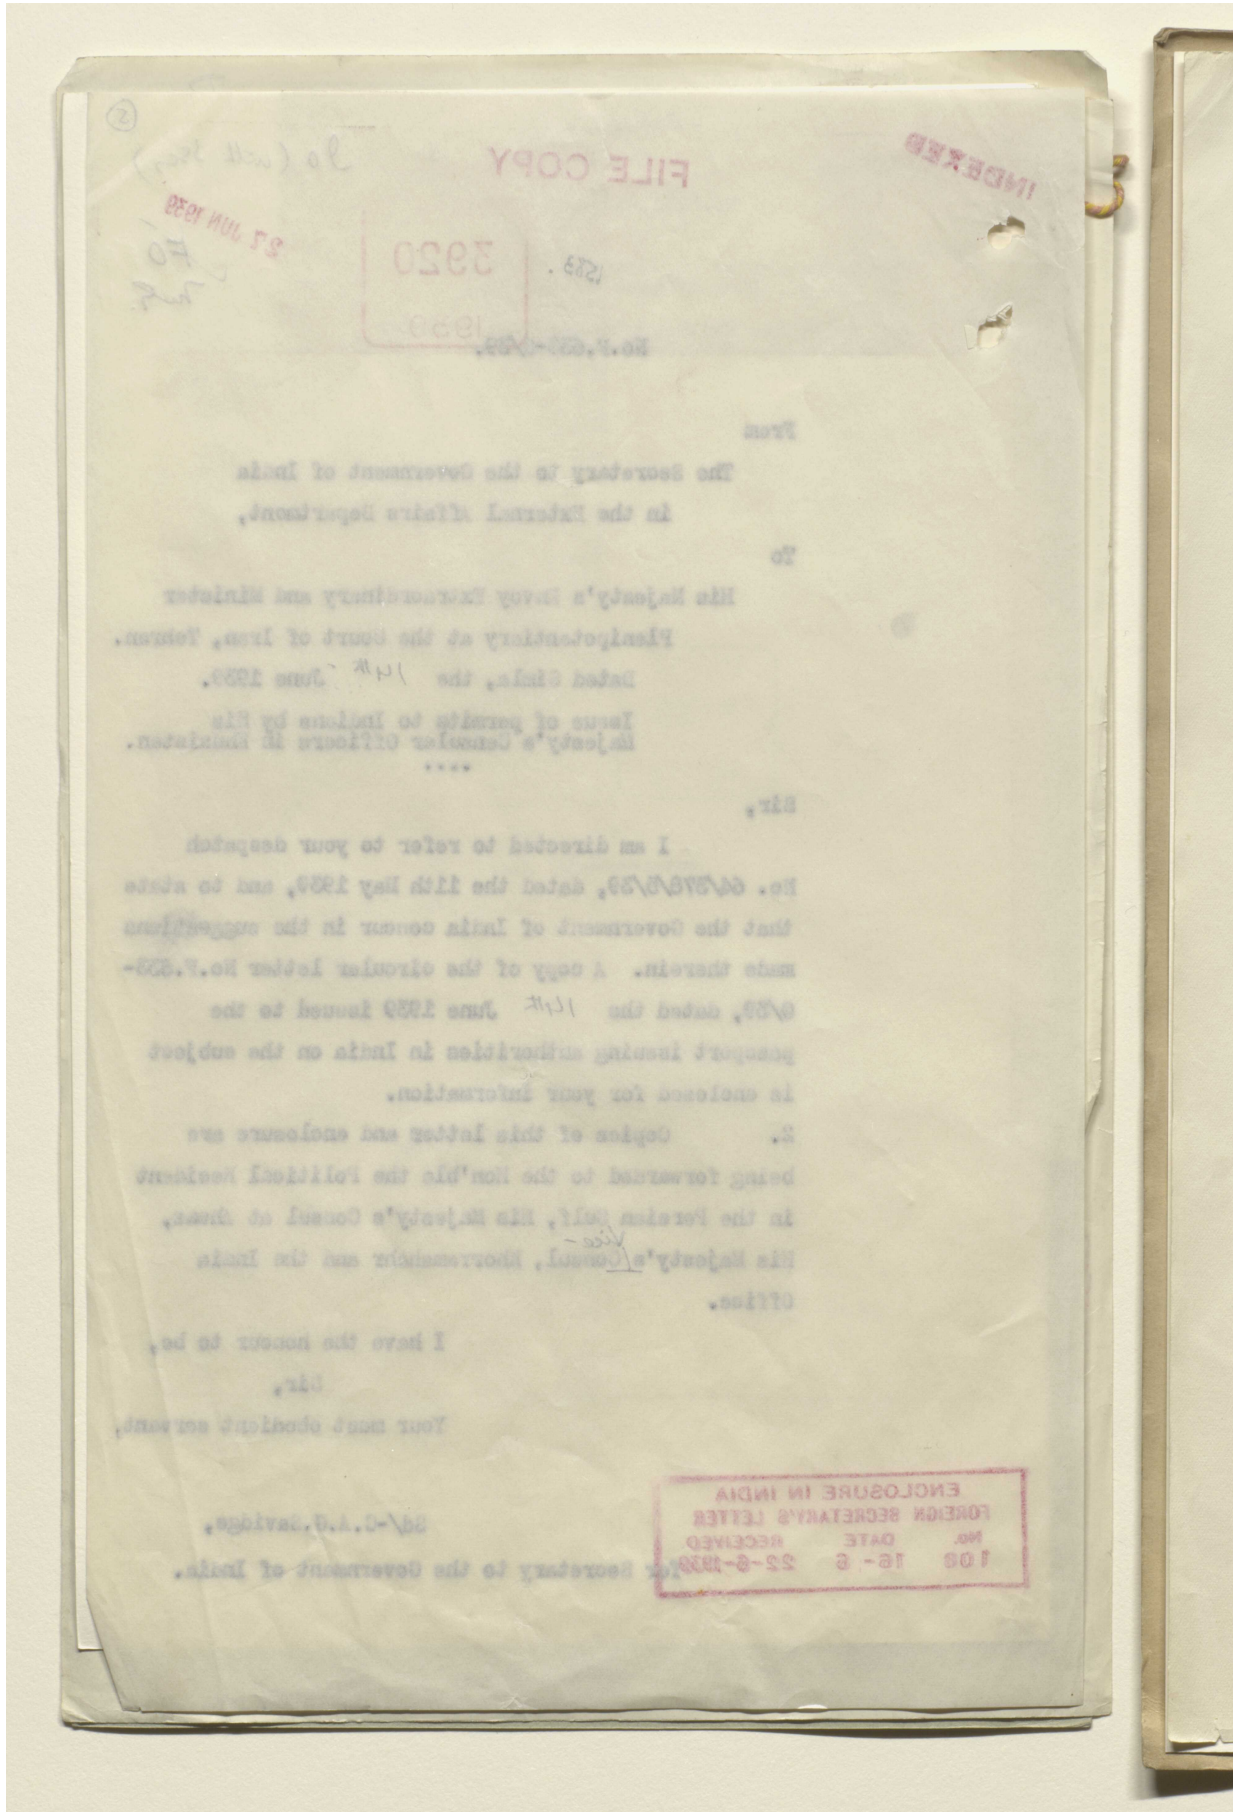 INDEXED
FILE COPY
5
27 JUN 1939
3920
1939
1583.
FO
No.F.633-G/39.
From
The Secretary to the Government of India
in the External Affairs Department,
To
His Majesty's Envoy Extraordinary and Minister
Plenipotentiary at the Court of Iran, Tehran.
Dated Simla, the 14th June 1939.
Issue of permits to Indians by His
Majesty's Consular Officers in Khuzistan.
....
Sir,
I am directed to refer to your despatch
No. 64/376/5/39, dated the 11th May 1939, and to state
that the Government of India concur in the suggestions
made therein. A copy of the circular letter No.F.533-
G/39, dated the 14th June 1939 issued to the
passport issuing authorities in India on the subject
is enclosed for your information.
2. Copies of this letter and enclosure are
being forwarded to the Hon'ble the Political Resident
in the Persian Gulf, His Majesty's Consul at Ahwaz,
His Majesty's Vice-Consul, Khorramshahr and the India
Office.
I have the honour to be,
Sir,
Your most obedient servant,
Sd/-C.A.G.Savidge,
for Secretary to the Government of India.
ENCLOSURE IN INDIA
FOREIGN SECRETARY'S LETTER
No. DATE RECEIVED
108 16-6 22-6-1939